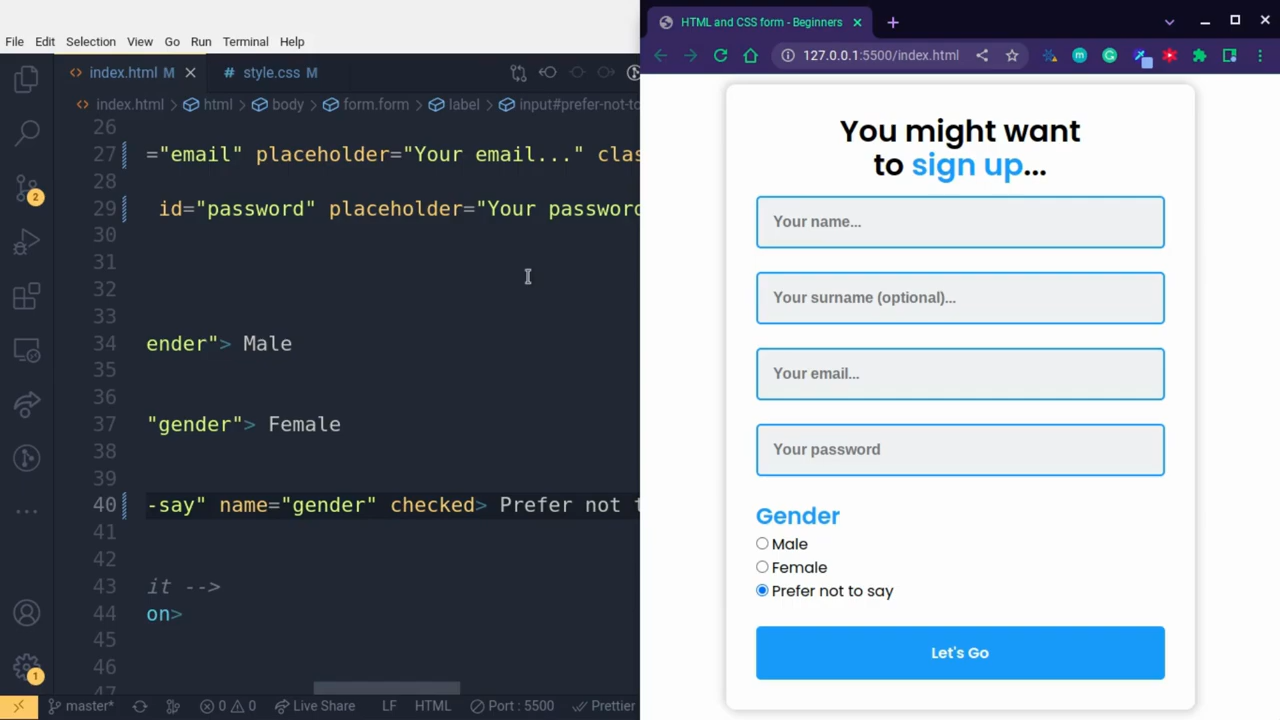 File Edit Selection View Go Run Terminal Help
index.html M style.css M
index.html > html > body > form.form > label > input#prefer-not-to
26
27 ="email" placeholder="Your email..." clas
28
29 id="password" placeholder="Your password
30
31
32
33
34 ender"> Male
35
36
37 "gender"> Female
38
39
40 -say" name="gender" checked> Prefer not t
41
42
43 it -->
44 on>
45
46
47
2
1
master* 0 0 Live Share LF HTML Port : 5500 Prettier
HTML and CSS form - Beginners
127.0.0.1:5500/index.html
You might want
to sign up...
Your name...
Your surname (optional)...
Your email...
Your password
Gender
Male
Female
Prefer not to say
Let's Go